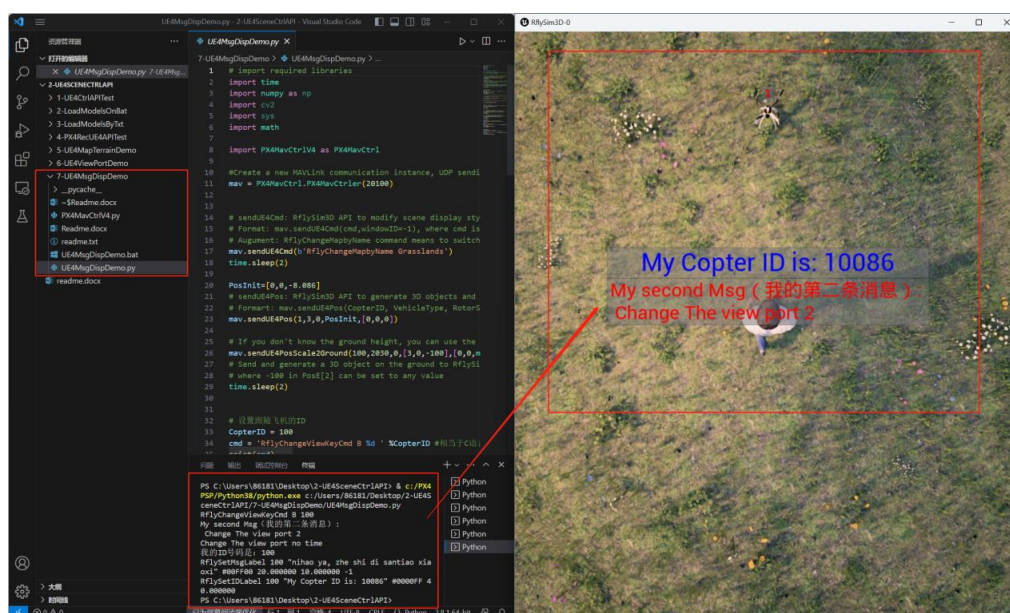 UE4MsgDispDemo.py - 2-UE4SceneCtrlAPI - Visual Studio Code
RflySim3D-0
资源管理器
打开的编辑器
UE4MsgDispDemo.py 7-UE4Msg...
2-UE4SCENECTRLAPI
1-UE4CtrlAPITest
2-LoadModelsOnBat
3-LoadModelsByTxt
4-PX4RecUE4APITest
5-UE4MapTerrainDemo
6-UE4ViewPortDemo
7-UE4MsgDispDemo
__pycache__
~$Readme.docx
PX4MavCtrlV4.py
Readme.docx
readme.txt
UE4MsgDispDemo.bat
UE4MsgDispDemo.py
readme.docx
大纲
时间线
UE4MsgDispDemo.py
7-UE4MsgDispDemo > UE4MsgDispDemo.py > ...
1 # import required libraries
2 import time
3 import numpy as np
4 import cv2
5 import sys
6 import math
7
8 import PX4MavCtrlV4 as PX4MavCtrl
9
10 #Create a new MAVLink communication instance, UDP sendi
11 mav = PX4MavCtrl.PX4MavCtrler(20100)
12
13
14 # sendUE4Cmd: RflySim3D API to modify scene display sty
15 # Format: mav.sendUE4Cmd(cmd,windowID=-1), where cmd is
16 # Augument: RflyChangeMapbyName command means to switch
17 mav.sendUE4Cmd(b'RflyChangeMapbyName Grasslands')
18 time.sleep(2)
19
20 PosInit=[0,0,-8.086]
21 # sendUE4Pos: RflySim3D API to generate 3D objects and
22 # Formart: mav.sendUE4Pos(CopterID, VehicleType, RotorS
23 mav.sendUE4Pos(1,3,0,PosInit,[0,0,0])
24
25 # If you don't know the ground height, you can use the
26 mav.sendUE4PosScale2Ground(100,2030,0,[3,0,-100],[0,0,m
27 # Send and generate a 3D object on the ground to RflySi
28 # where -100 in PosE[2] can be set to any value
29 time.sleep(2)
30
31
32 # 设置跟随飞机的ID
33 CopterID = 100
34 cmd = 'RflyChangeViewKeyCmd B %d ' %CopterID #相当于C语
问题 输出 调试控制台 终端
PS C:\Users\86181\Desktop\2-UE4SceneCtrlAPI> & c:/PX4
PSP/Python38/python.exe c:/Users/86181/Desktop/2-UE4S
ceneCtrlAPI/7-UE4MsgDispDemo/UE4MsgDispDemo.py
RflyChangeViewKeyCmd B 100
My second Msg（我的第二条消息）:
Change The view port 2
Change The view port no time
我的ID号码是: 100
RflySetMsgLabel 100 "nihao ya, zhe shi di santiao xia
oxi" #00FF00 20.000000 10.000000 -1
RflySetIDLabel 100 "My Copter ID is: 10086" #0000FF 4
0.000000
PS C:\Users\86181\Desktop\2-UE4SceneCtrlAPI>
Python
Python
Python
Python
Python
Python
My Copter ID is: 10086
My second Msg（我的第二条消息）
Change The view port 2